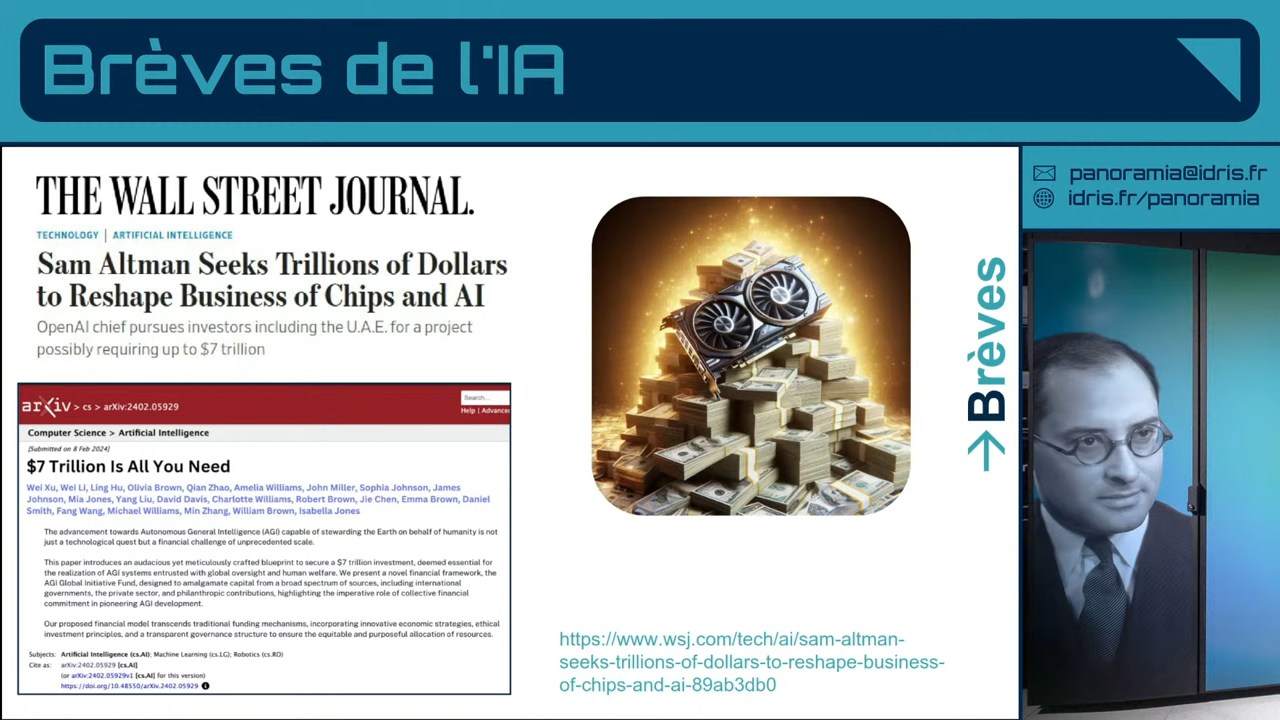 Brèves de l'IA
THE WALL STREET JOURNAL.
TECHNOLOGY | ARTIFICIAL INTELLIGENCE
Sam Altman Seeks Trillions of Dollars
to Reshape Business of Chips and AI
OpenAI chief pursues investors including the U.A.E. for a project
possibly requiring up to $7 trillion
arXiv > cs > arXiv:2402.05929
Search...
Help | Advance
Computer Science > Artificial Intelligence
[Submitted on 8 Feb 2024]
$7 Trillion Is All You Need
Wei Xu, Wei Li, Ling Hu, Olivia Brown, Qian Zhao, Amelia Williams, John Miller, Sophia Johnson, James
Johnson, Mia Jones, Yang Liu, David Davis, Charlotte Williams, Robert Brown, Jie Chen, Emma Brown, Daniel
Smith, Fang Wang, Michael Williams, Min Zhang, William Brown, Isabella Jones
The advancement towards Autonomous General Intelligence (AGI) capable of stewarding the Earth on behalf of humanity is not
just a technological quest but a financial challenge of unprecedented scale.
This paper introduces an audacious yet meticulously crafted blueprint to secure a $7 trillion investment, deemed essential for
the realization of AGI systems entrusted with global oversight and human welfare. We present a novel financial framework, the
AGI Global Initiative Fund, designed to amalgamate capital from a broad spectrum of sources, including international
governments, the private sector, and philanthropic contributions, highlighting the imperative role of collective financial
commitment in pioneering AGI development.
Our proposed financial model transcends traditional funding mechanisms, incorporating innovative economic strategies, ethical
investment principles, and a transparent governance structure to ensure the equitable and purposeful allocation of resources.
Subjects: Artificial Intelligence (cs.AI); Machine Learning (cs.LG); Robotics (cs.RO)
Cite as: arXiv:2402.05929 [cs.AI]
(or arXiv:2402.05929v1 [cs.AI] for this version)
https://doi.org/10.48550/arXiv.2402.05929
https://www.wsj.com/tech/ai/sam-altman-
seeks-trillions-of-dollars-to-reshape-business-
of-chips-and-ai-89ab3db0
→Brèves
panoramia@idris.fr
idris.fr/panoramia